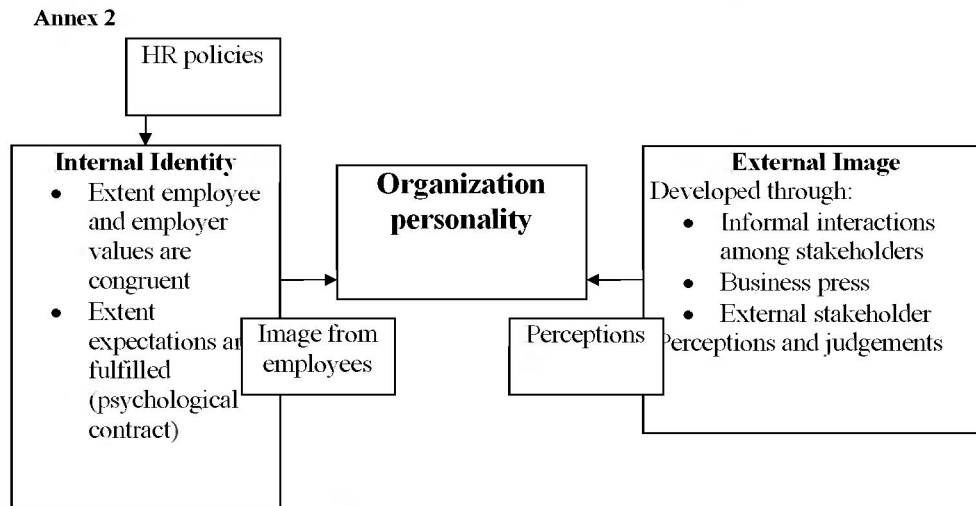 Annex 2
HR policies
Internal Identity
• Extent employee
and employer
values are
congruent
• Extent
expectations ar
fulfilled
(psychological
contract)
Image from
employees
Organization
personality
Perceptions
External Image
Developed through:
• Informal interactions
among stakeholders
• Business press
• External stakeholder
Perceptions and judgements